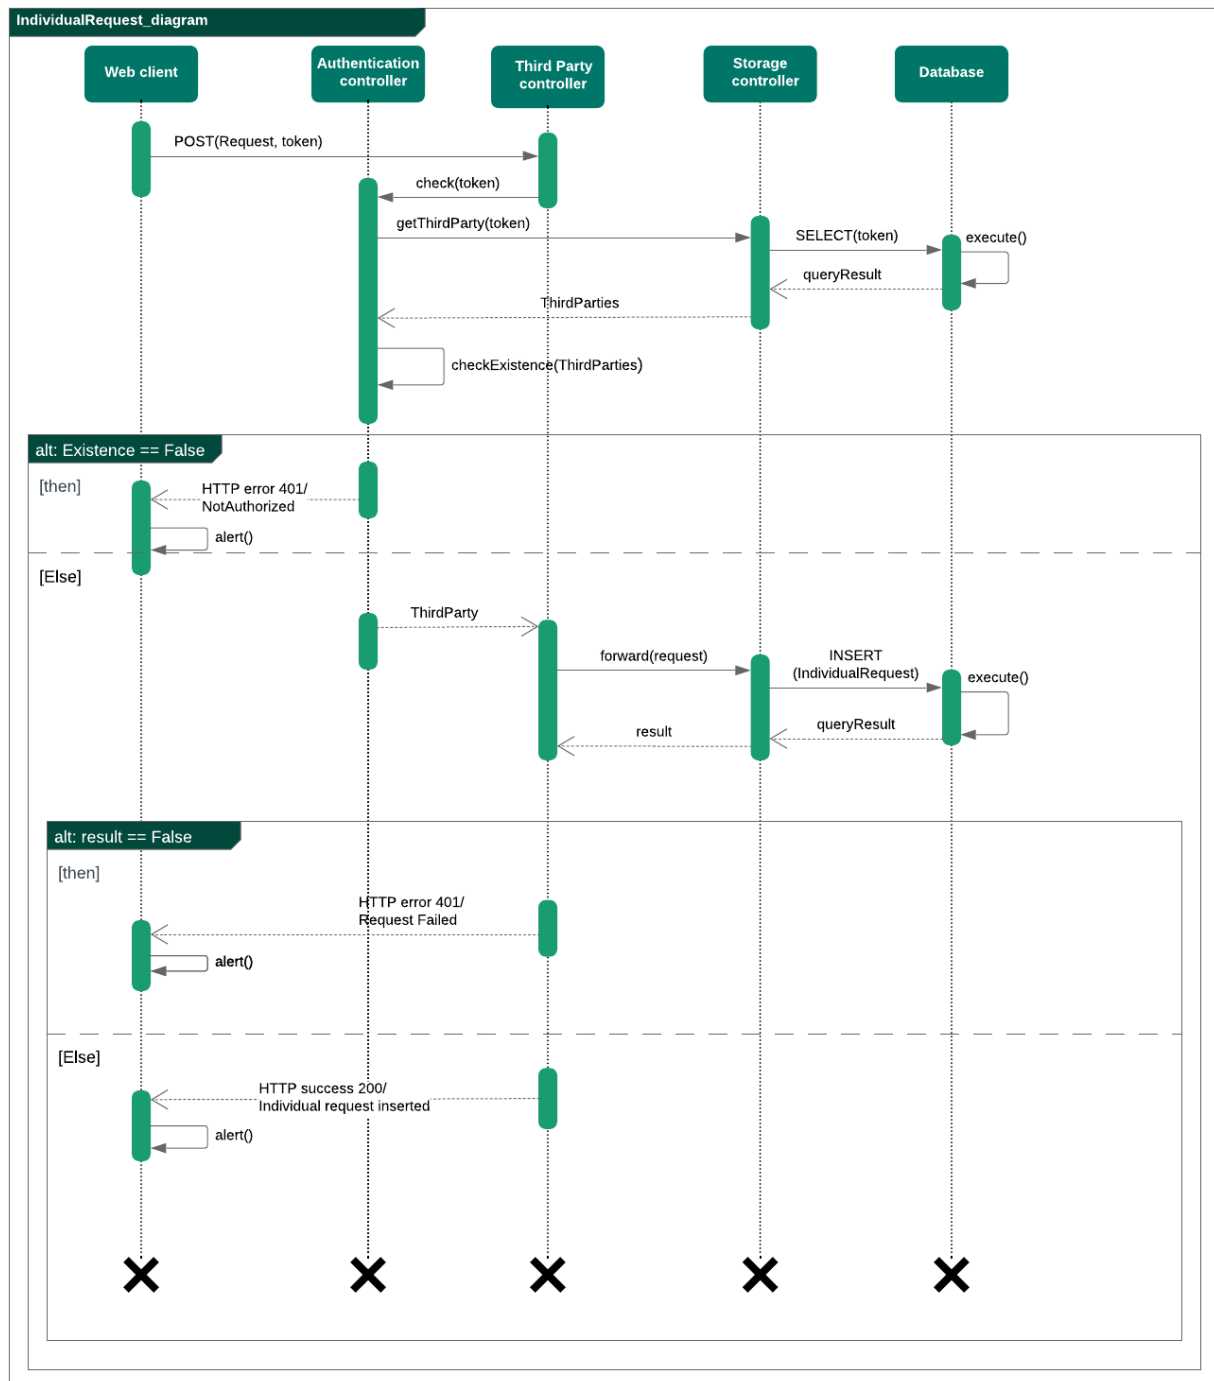 IndividualRequest_diagram
Web client
Authentication
controller
Third Party
controller
Storage
controller
Database
POST(Request, token)
check(token)
getThirdParty(token)
SELECT(token)
execute()
queryResult
ThirdParties
checkExistence(ThirdParties)
alt: Existence == False
[then]
HTTP error 401/
NotAuthorized
alert()
[Else]
ThirdParty
forward(request)
INSERT
(IndividualRequest)
execute()
queryResult
result
alt: result == False
[then]
HTTP error 401/
Request Failed
alert()
[Else]
HTTP success 200/
Individual request inserted
alert()